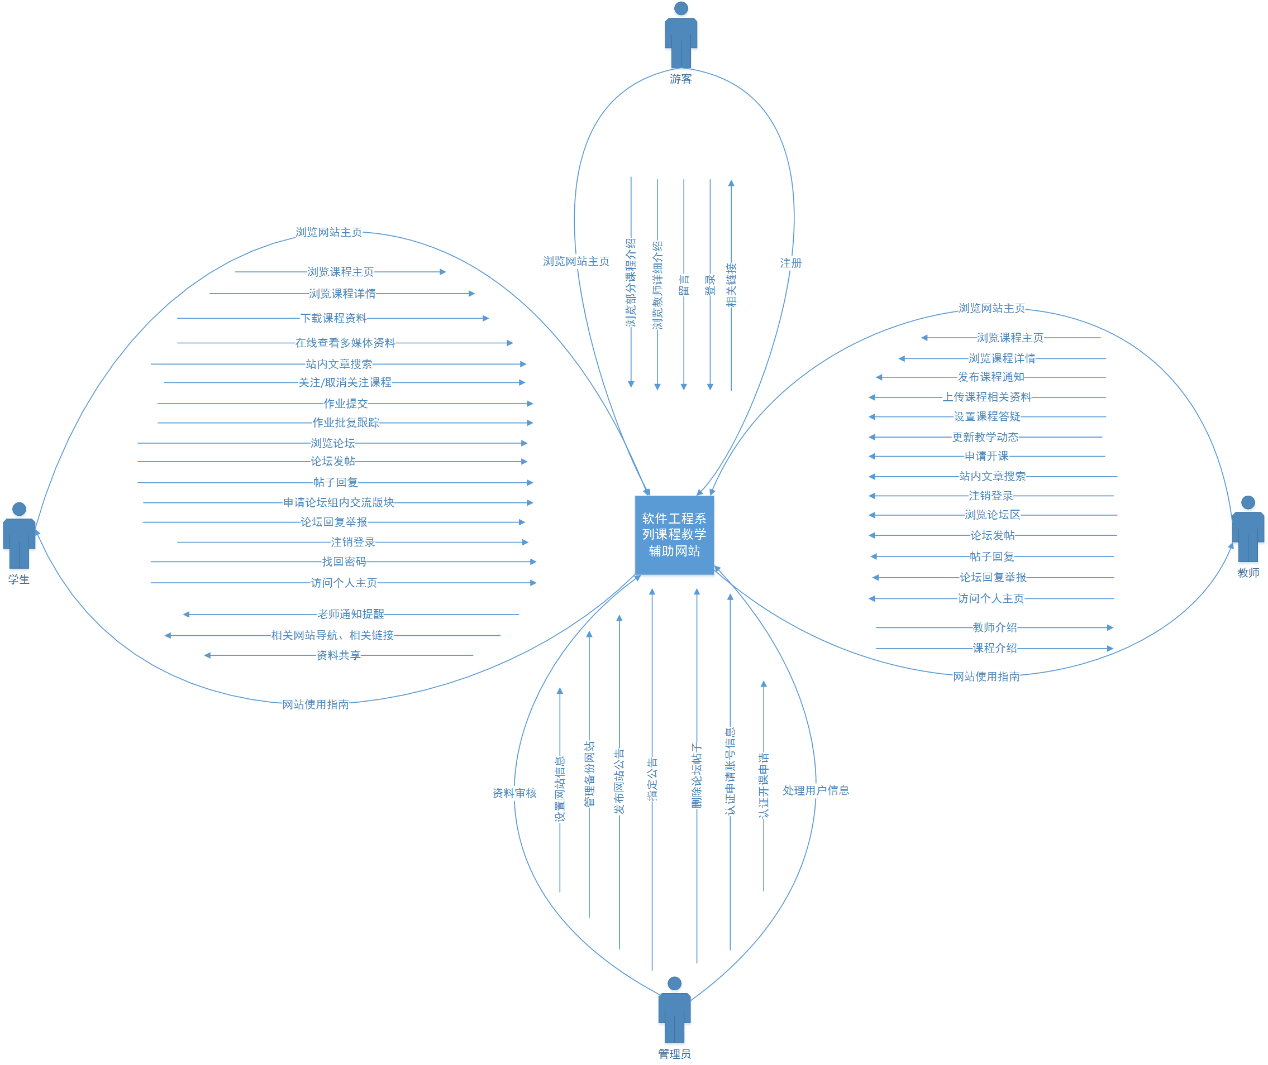 游客
浏览网站主页
浏览部分课程介绍
浏览教师详细介绍
留言
登录
相关链接
注册
浏览网站主页
浏览课程主页
浏览课程详情
下载课程资料
在线查看多媒体资料
站内文章搜索
关注/取消关注课程
作业提交
作业批复跟踪
浏览论坛
论坛发帖
帖子回复
申请论坛组内交流版块
论坛回复举报
注销登录
找回密码
访问个人主页
老师通知提醒
相关网站导航、相关链接
资料共享
网站使用指南
学生
软件工程系
列课程教学
辅助网站
浏览网站主页
浏览课程主页
浏览课程详情
发布课程通知
上传课程相关资料
设置课程答疑
更新教学动态
申请开课
站内文章搜索
注销登录
浏览论坛区
论坛发帖
帖子回复
论坛回复举报
访问个人主页
教师介绍
课程介绍
网站使用指南
教师
资料审核
设置网站信息
管理备份网站
发布网站公告
指定公告
删除论坛帖子
认证申请账号信息
认证开课申请
处理用户信息
管理员